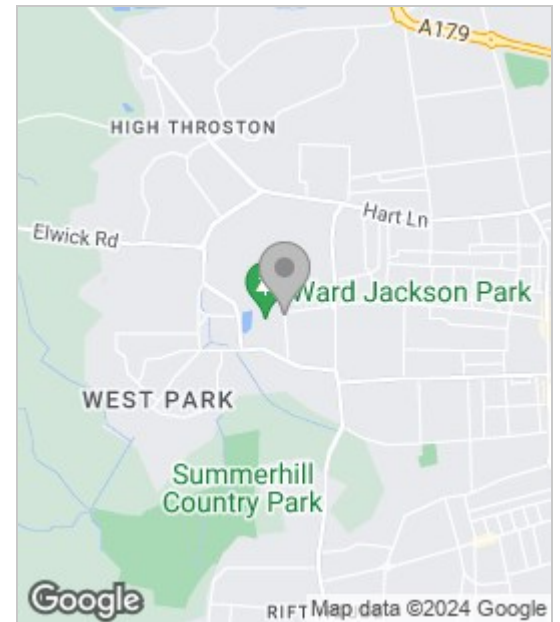 A179
HIGH THROSTON
Hart Ln
Elwick Rd
Ward Jackson Park
WEST PARK
Summerhill
Country Park
Google
RIFT
Map data ©2024 Google